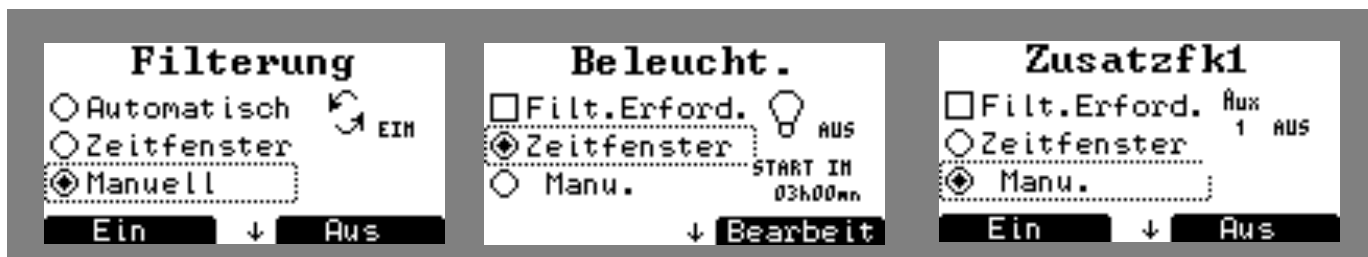 Filterung
Automatisch
EIN
Zeitfenster
Manuell
Ein ↓ Aus
Beleucht.
Filt.Erford.
AUS
Zeitfenster
START IN
03h00mn
Manu.
↓ Bearbeit
Zusatzfk1
Filt.Erford.
Aux
1 AUS
Zeitfenster
Manu.
Ein ↓ Aus